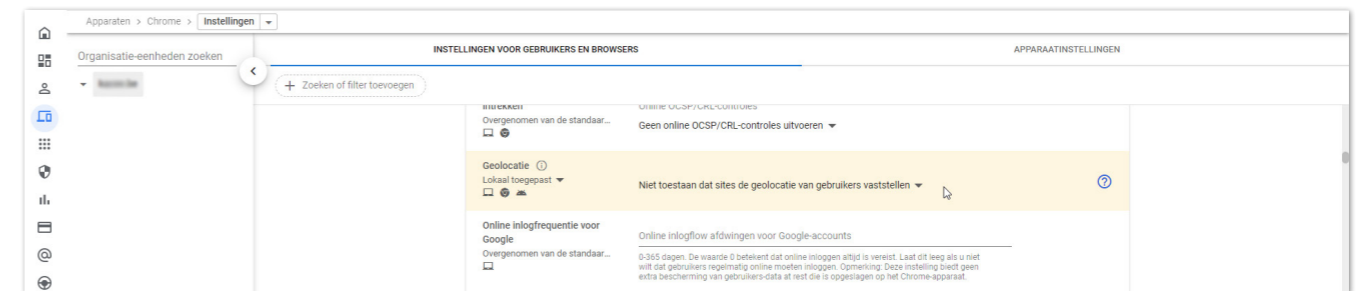 Apparaten > Chrome > Instellingen
Organisatie-eenheden zoeken
INSTELLINGEN VOOR GEBRUIKERS EN BROWSERS
APPARAATINSTELLINGEN
+ Zoeken of filter toevoegen
intrekken
Overgenomen van de standaar...
Online OCSP/CRL-controles
Geen online OCSP/CRL-controles uitvoeren
Geolocatie
Lokaal toegepast
Niet toestaan dat sites de geolocatie van gebruikers vaststellen
Online inlogfrequentie voor
Google
Overgenomen van de standaar...
Online inlogflow afdwingen voor Google-accounts
0-365 dagen. De waarde 0 betekent dat online inloggen altijd is vereist. Laat dit leeg als u niet
wilt dat gebruikers regelmatig online moeten inloggen. Opmerking: Deze instelling biedt geen
extra bescherming van gebruikers-data at rest die is opgeslagen op het Chrome-apparaat.